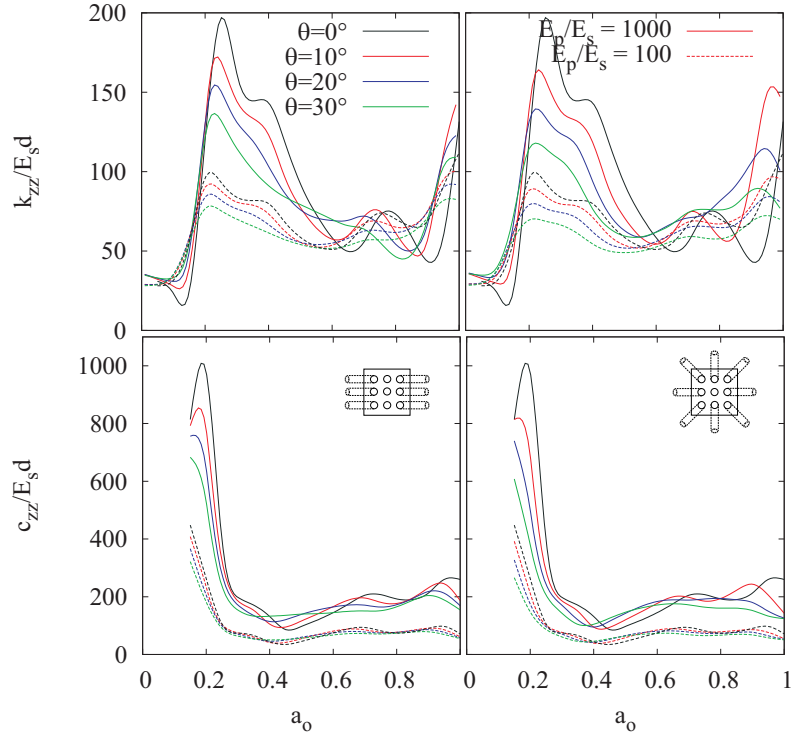 200
150
100
50
0
k_zz/E_s d
θ=0°
θ=10°
θ=20°
θ=30°
E_p/E_s = 1000
E_p/E_s = 100
1000
800
600
400
200
0
c_zz/E_s d
0 0.2 0.4 0.6 0.8 0 0.2 0.4 0.6 0.8 1
a_o a_o